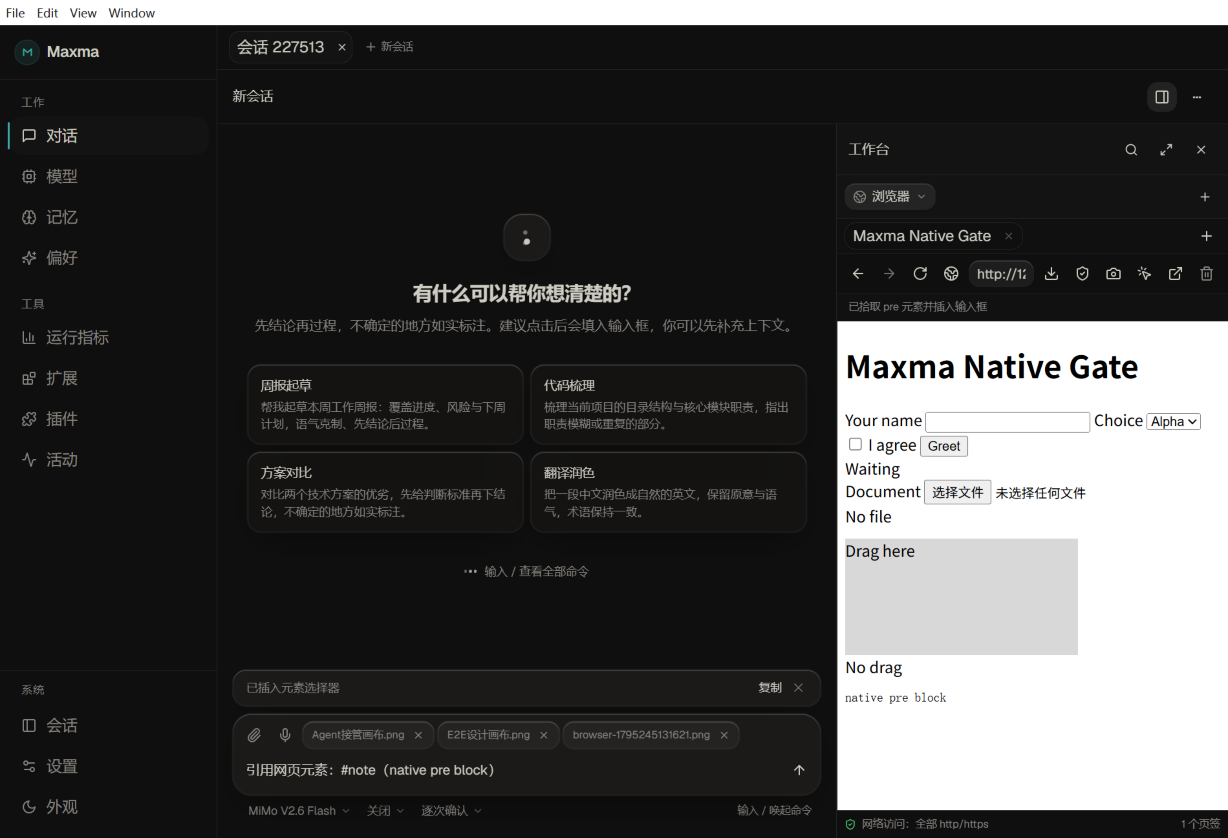 File Edit View Window
M Maxma
工作
对话
模型
记忆
偏好
工具
运行指标
扩展
插件
活动
系统
会话
设置
外观
会话 227513 × + 新会话
新会话
有什么可以帮你想清楚的?
先结论再过程,不确定的地方如实标注。建议点击后会填入输入框,你可以先补充上下文。
周报起草
帮我起草本周工作周报:覆盖进度、风险与下周
计划,语气克制、先结论后过程。
代码梳理
梳理当前项目的目录结构与核心模块职责,指出
职责模糊或重复的部分。
方案对比
对比两个技术方案的优劣,先给判断标准再下结
论,不确定的地方如实标注。
翻译润色
把一段中文润色成自然的英文,保留原意与语
气,术语保持一致。
输入 / 查看全部命令
已插入元素选择器 复制
Agent接管画布.png E2E设计画布.png browser-1795245131621.png
引用网页元素:#note(native pre block)
MiMo V2.6 Flash 关闭 逐次确认 输入 / 唤起命令
工作台
浏览器
Maxma Native Gate
http://12
已拾取 pre 元素并插入输入框
Maxma Native Gate
Your name Choice Alpha
I agree Greet
Waiting
Document 选择文件 未选择任何文件
No file
Drag here
No drag
native pre block
网络访问:全部 http/https 1 个页签